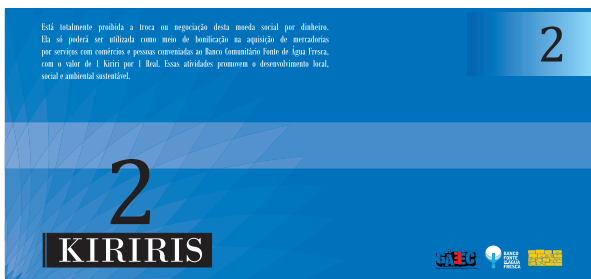 Está totalmente proibida a troca ou negociação desta moeda social por dinheiro.
Ela só poderá ser utilizada como meio de bonificação na aquisição de mercadorias
por serviços com comércios e pessoas conveniadas ao Banco Comunitário Fonte de Água Fresca,
com o valor de 1 Kiriri por 1 Real. Essas atividades promovem o desenvolvimento local,
social e ambiental sustentável.
2
2
KIRIRIS
BANCO
FONTE
DE ÁGUA
FRESCA